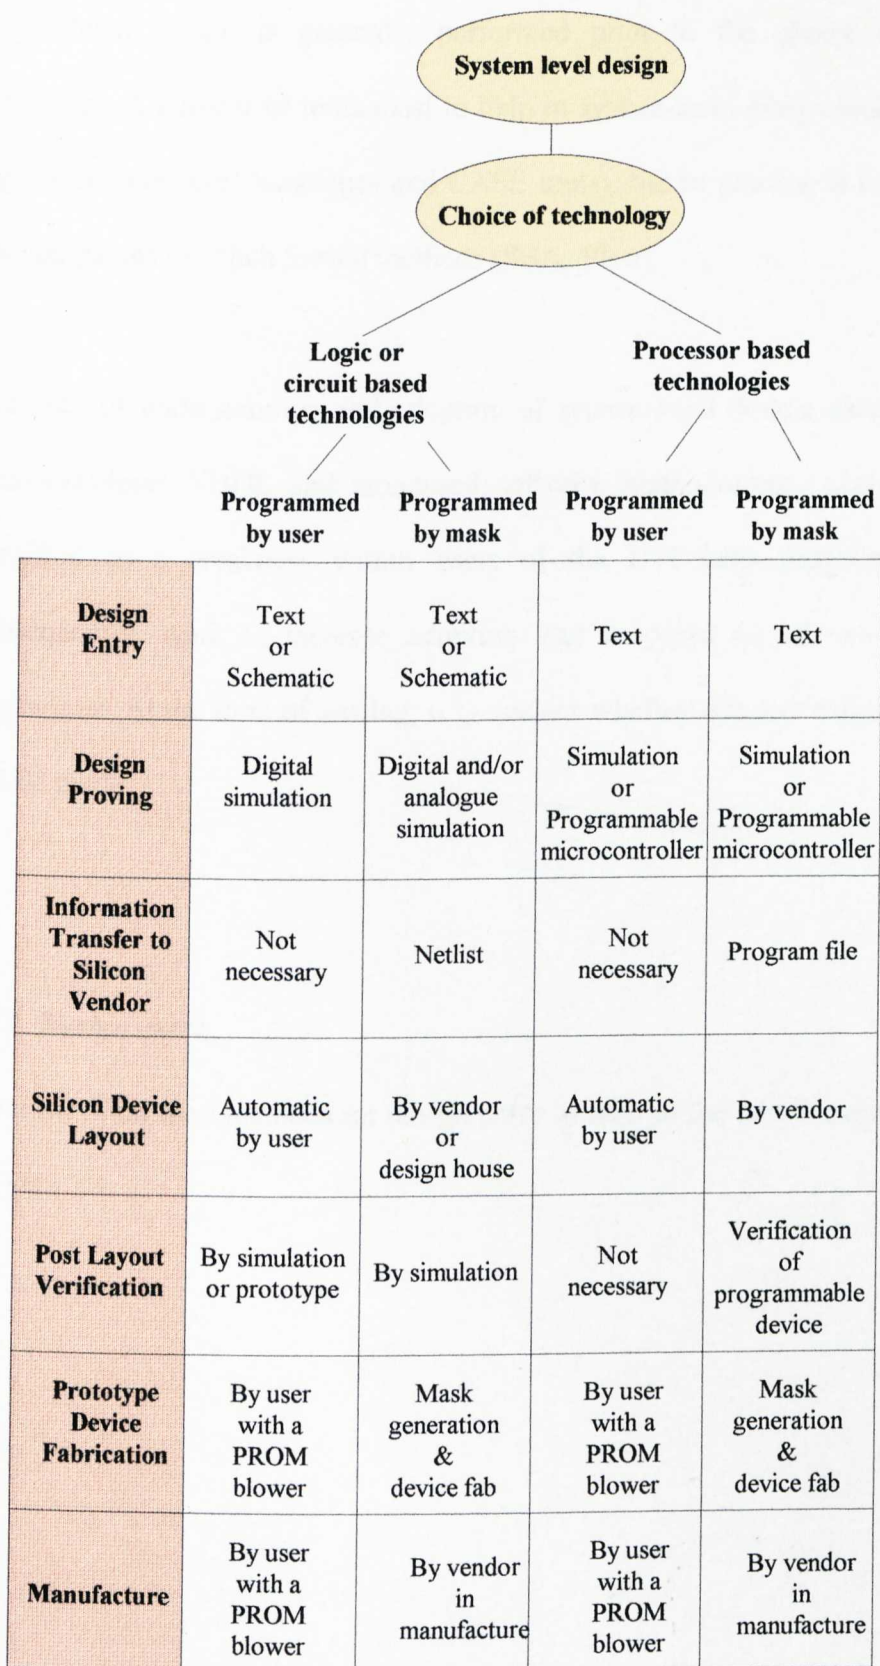 System level design
Choice of technology
Logic or
circuit based
technologies
Processor based
technologies
Programmed
by user
Programmed
by mask
Programmed
by user
Programmed
by mask
Design
Entry
Text
or
Schematic
Text
or
Schematic
Text
Text
Design
Proving
Digital
simulation
Digital and/or
analogue
simulation
Simulation
or
Programmable
microcontroller
Simulation
or
Programmable
microcontroller
Information
Transfer to
Silicon
Vendor
Not
necessary
Netlist
Not
necessary
Program file
Silicon Device
Layout
Automatic
by user
By vendor
or
design house
Automatic
by user
By vendor
Post Layout
Verification
By simulation
or prototype
By simulation
Not
necessary
Verification
of
programmable
device
Prototype
Device
Fabrication
By user
with a
PROM
blower
Mask
generation
&
device fab
By user
with a
PROM
blower
Mask
generation
&
device fab
Manufacture
By user
with a
PROM
blower
By vendor
in
manufacture
By user
with a
PROM
blower
By vendor
in
manufacture